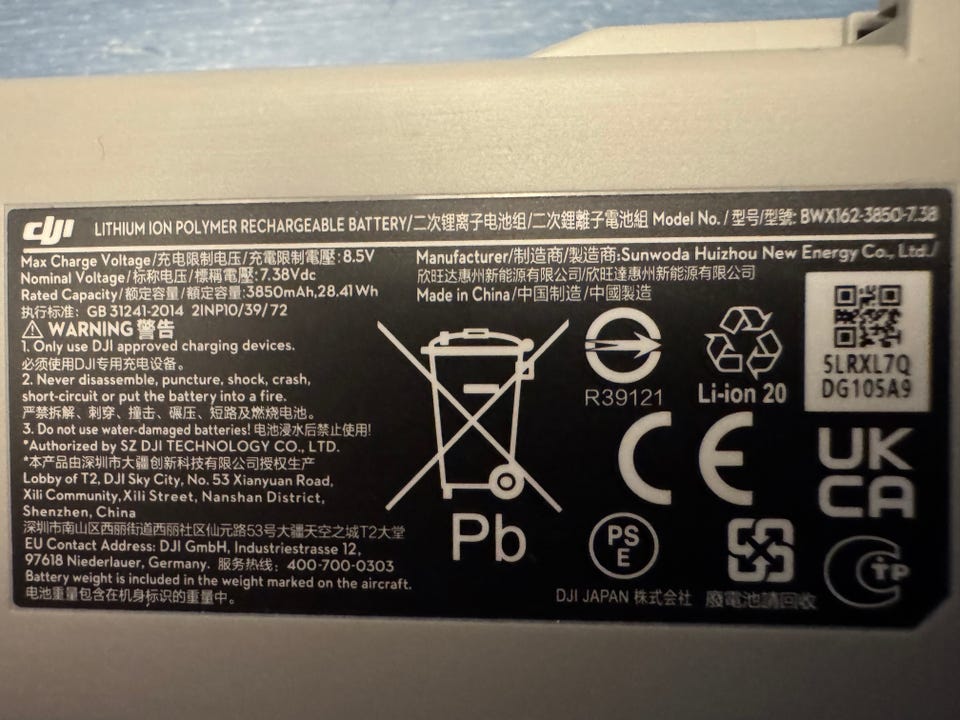 dji LITHIUM ION POLYMER RECHARGEABLE BATTERY/二次锂离子电池组/二次鋰離子電池組 Model No. / 型号/型號: BWX162-3850-7.38
Max Charge Voltage/充电限制电压/充電限制電壓:8.5V
Nominal Voltage/标称电压/標稱電壓:7.38Vdc
Rated Capacity/额定容量/額定容量:3850mAh,28.41Wh
执行标准: GB 31241-2014 2INP10/39/72
⚠ WARNING 警告
1. Only use DJI approved charging devices.
必须使用DJI专用充电设备。
2. Never disassemble, puncture, shock, crash,
short-circuit or put the battery into a fire.
严禁拆解、刺穿、撞击、碾压、短路及燃烧电池。
3. Do not use water-damaged batteries! 电池浸水后禁止使用!
*Authorized by SZ DJI TECHNOLOGY CO., LTD.
*本产品由深圳市大疆创新科技有限公司授权生产
Lobby of T2, DJI Sky City, No. 53 Xianyuan Road,
Xili Community,Xili Street, Nanshan District,
Shenzhen, China
深圳市南山区西丽街道西丽社区仙元路53号大疆天空之城T2大堂
EU Contact Address: DJI GmbH, Industriestrasse 12,
97618 Niederlauer, Germany. 服务热线: 400-700-0303
Battery weight is included in the weight marked on the aircraft.
电池重量包含在机身标识的重量中。
Manufacturer/制造商/製造商:Sunwoda Huizhou New Energy Co., Ltd./
欣旺达惠州新能源有限公司/欣旺達惠州新能源有限公司
Made in China/中国制造/中國製造
Pb
R39121
Li-ion 20
5LRXL7Q
DG105A9
CE
UK
CA
PS
E
DJI JAPAN 株式会社
廢電池請回收
CTP